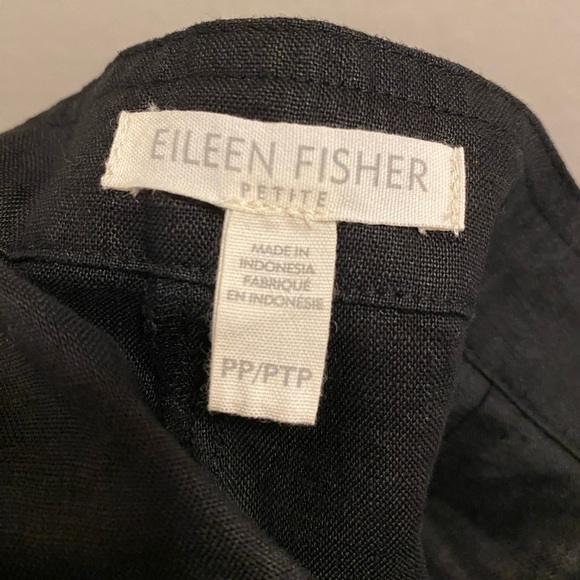 EILEEN FISHER
PETITE
MADE IN
INDONESIA
FABRIQUÉ
EN INDONÉSIE
PP/PTP